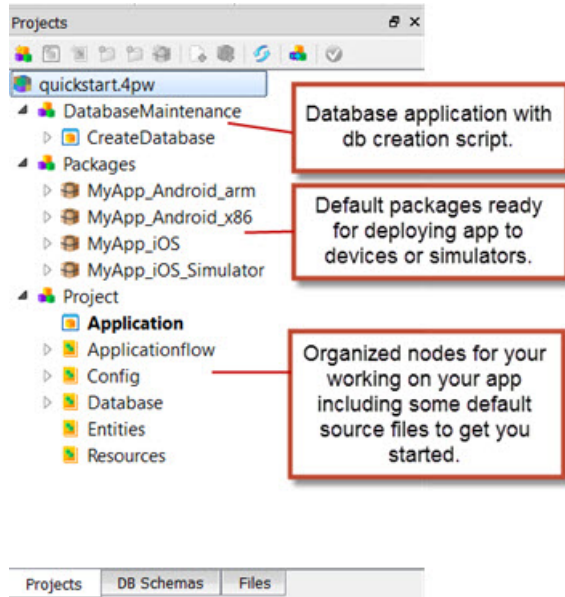 Projects
quickstart.4pw
DatabaseMaintenance
CreateDatabase
Packages
MyApp_Android_arm
MyApp_Android_x86
MyApp_iOS
MyApp_iOS_Simulator
Project
Application
Applicationflow
Config
Database
Entities
Resources
Database application with
db creation script.
Default packages ready
for deploying app to
devices or simulators.
Organized nodes for your
working on your app
including some default
source files to get you
started.
Projects
DB Schemas
Files